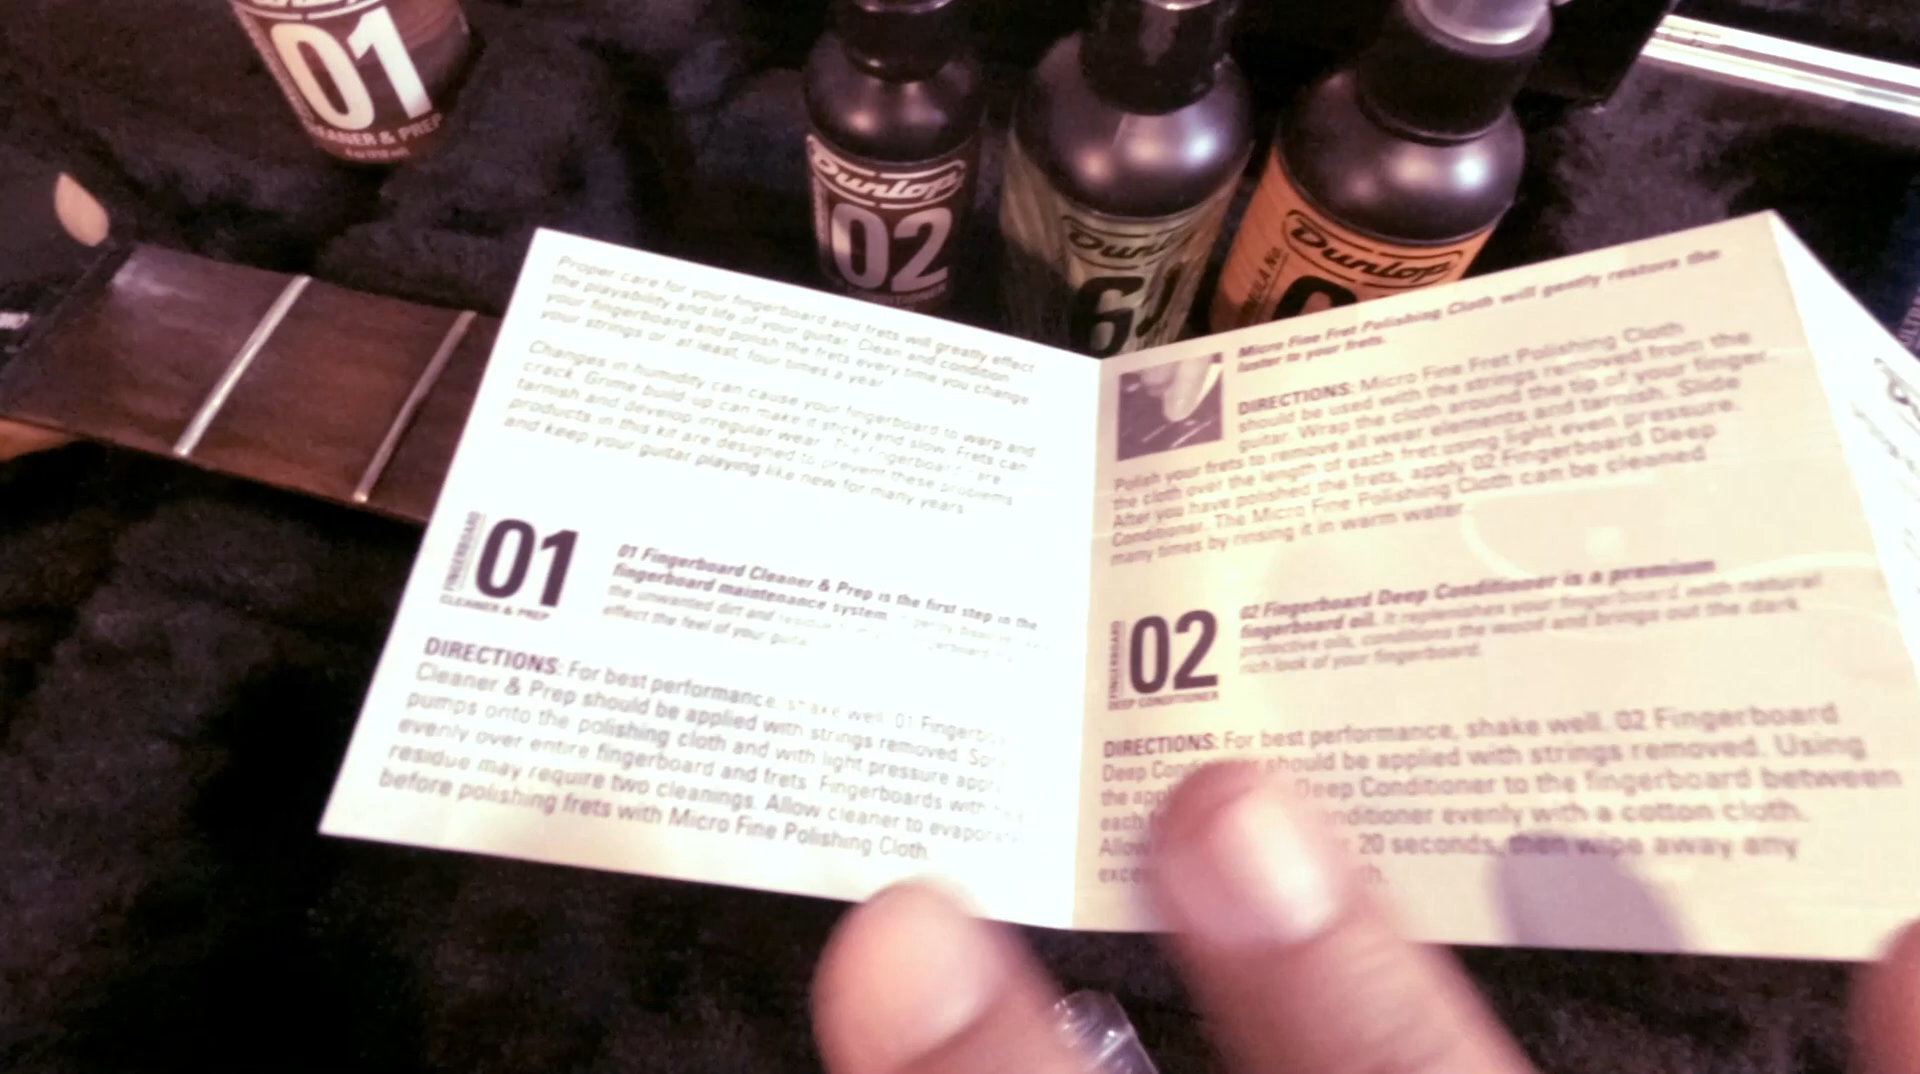 01
CLEANER & PREP
Dunlop
02
Dunlop
Dunlop
Proper care for your fingerboard and frets will greatly effect
the playability and life of your guitar. Clean and condition
your fingerboard and polish the frets every time you change
your strings or, at least, four times a year.
Changes in humidity can cause your fingerboard to warp and
crack. Grime build up can make it sticky and slow. Frets can
tarnish and develop irregular wear. The fingerboard care
products in this kit are designed to prevent these problems
and keep your guitar playing like new for many years.
FINGERBOARD
01
CLEANER & PREP
01 Fingerboard Cleaner & Prep is the first step in the
fingerboard maintenance system
the unwanted dirt and
effect the feel of your
DIRECTIONS: For best performance, shake well. 01
Cleaner & Prep should be applied with strings removed.
pumps onto the polishing cloth and with light pressure
evenly over entire fingerboard and frets. Fingerboards with
residue may require two cleanings. Allow cleaner to evaporate
before polishing frets with Micro Fine Polishing Cloth.
Micro Fine Fret Polishing Cloth will gently restore the
luster to your frets.
DIRECTIONS: Micro Fine Fret Polishing Cloth
should be used with the strings removed from the
guitar. Wrap the cloth around the tip of your finger.
Polish your frets to remove all wear elements and tarnish. Slide
the cloth over the length of each fret using light even pressure.
After you have polished the frets, apply 02 Fingerboard Deep
Conditioner. The Micro Fine Polishing Cloth can be cleaned
many times by rinsing it in warm water.
FINGERBOARD
02
DEEP CONDITIONER
02 Fingerboard Deep Conditioner is a premium
fingerboard oil. It replenishes your fingerboard with natural
protective oils, conditions the wood and brings out the dark
rich look of your fingerboard.
DIRECTIONS: For best performance, shake well. 02 Fingerboard
Deep should be applied with strings removed. Using
the Deep Conditioner to the fingerboard between
each evenly with a cotton cloth.
Allow 20 seconds, then wipe away any